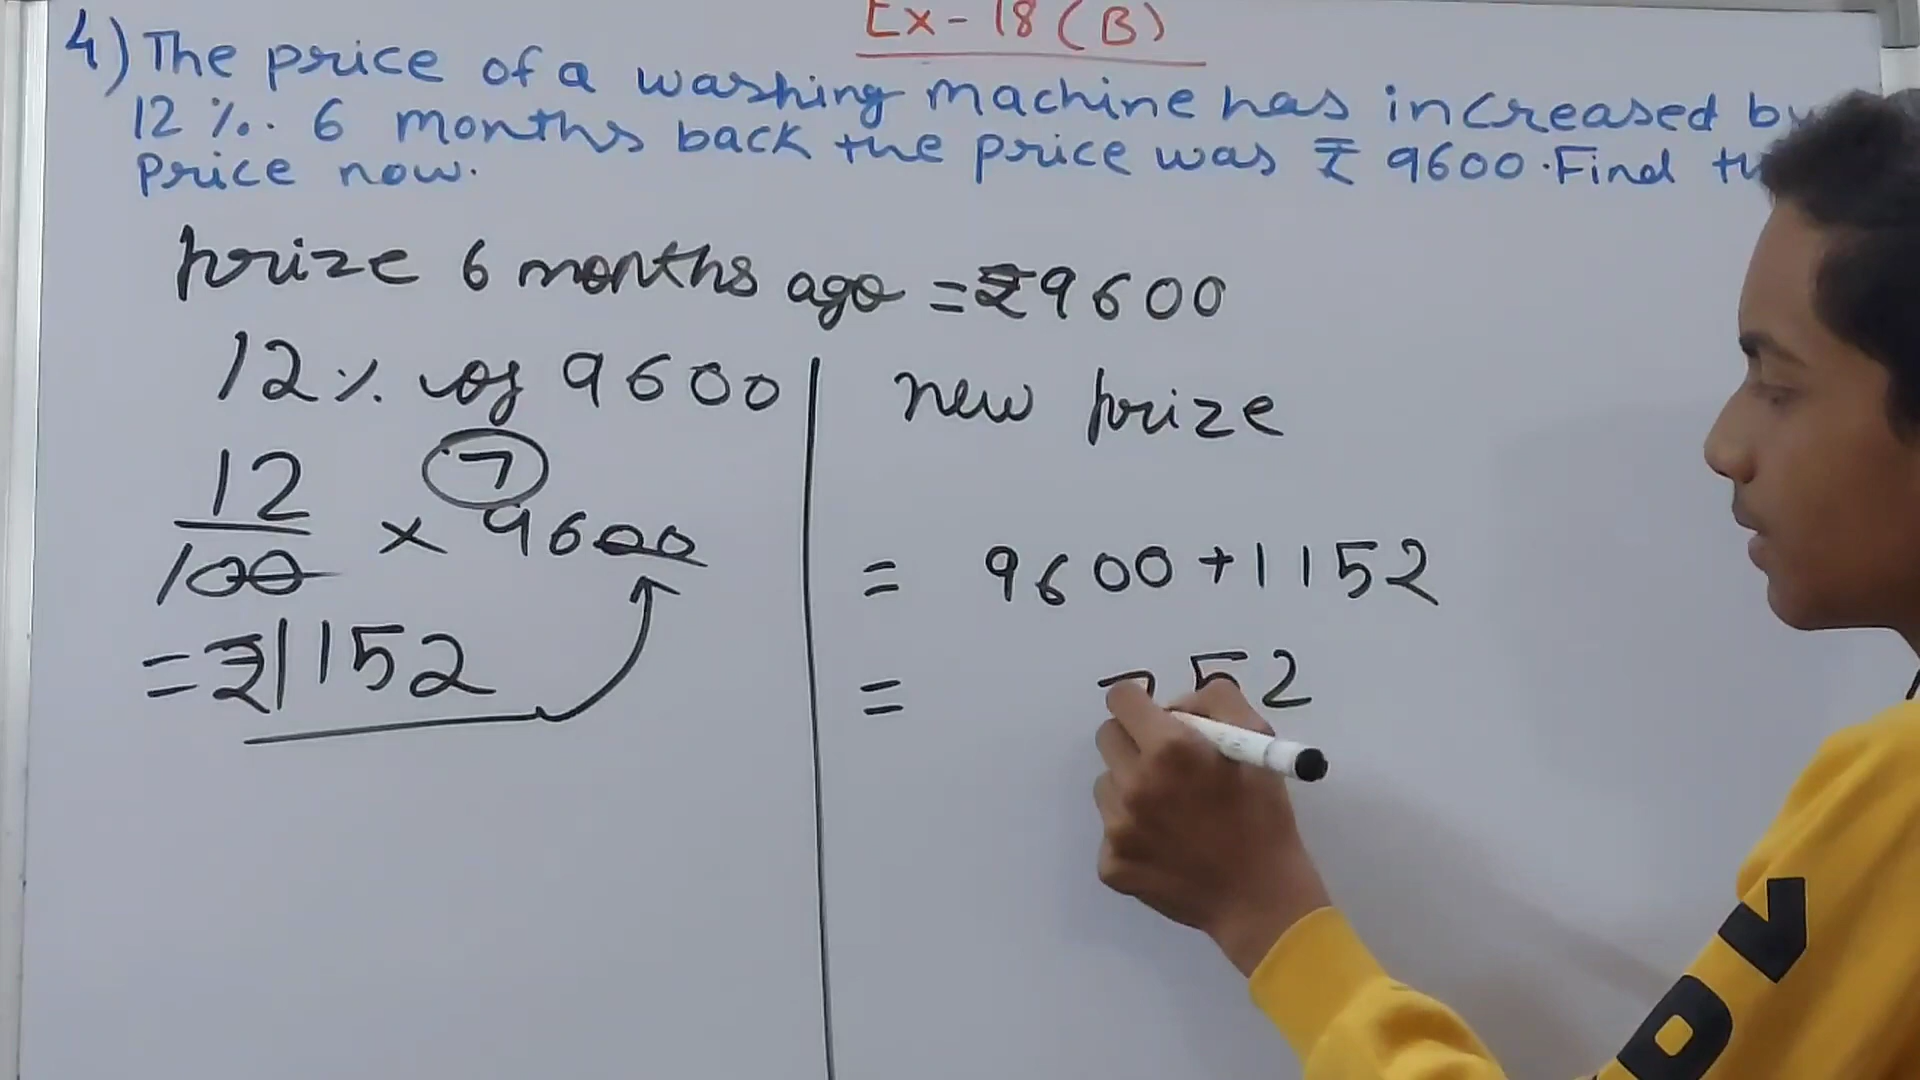 Ex - 18 (B)
4) The price of a washing machine has increased by
12 %. 6 months back the price was ₹ 9600. Find
price now.
prize 6 months ago = ₹9600
12% of 9600
7
12
100 × 9600
= ₹1152
new prize
= 9600+1152
= 752